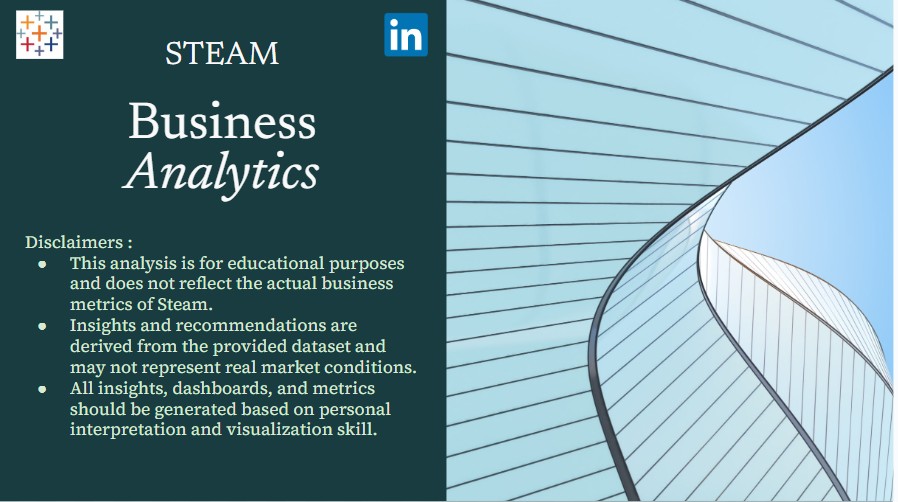 in
STEAM
Business
Analytics
Disclaimers :
● This analysis is for educational purposes
and does not reflect the actual business
metrics of Steam.
● Insights and recommendations are
derived from the provided dataset and
may not represent real market conditions.
● All insights, dashboards, and metrics
should be generated based on personal
interpretation and visualization skill.